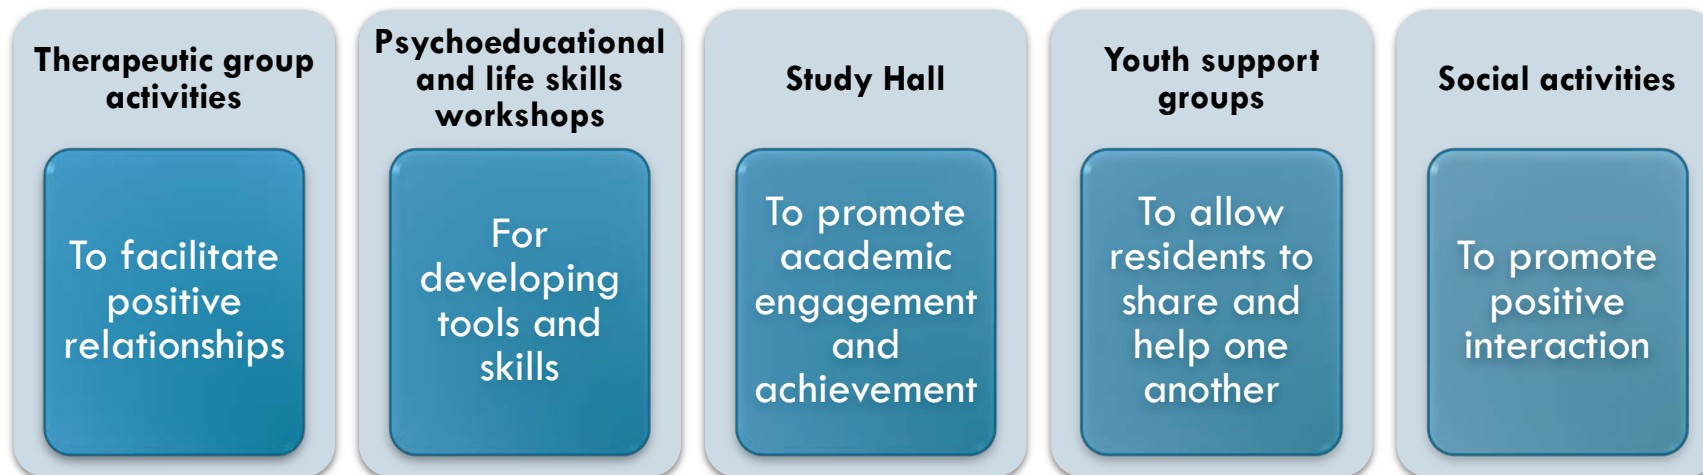 Therapeutic group
activities
To facilitate
positive
relationships
Psychoeducational
and life skills
workshops
For
developing
tools and
skills
Study Hall
To promote
academic
engagement
and
achievement
Youth support
groups
To allow
residents to
share and
help one
another
Social activities
To promote
positive
interaction